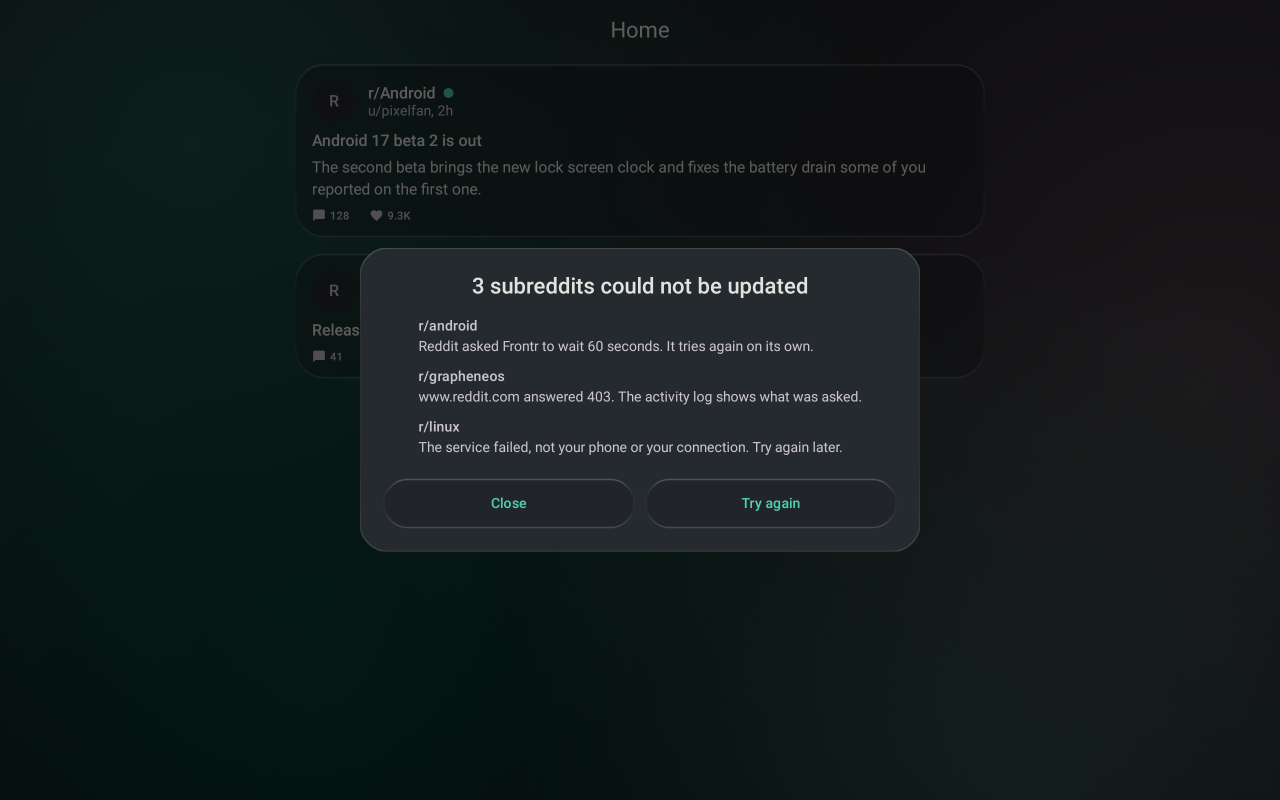 Home
R
r/Android
u/pixelfan, 2h
Android 17 beta 2 is out
The second beta brings the new lock screen clock and fixes the battery drain some of you
reported on the first one.
128 9.3K
R
Releas
41
3 subreddits could not be updated
r/android
Reddit asked Frontr to wait 60 seconds. It tries again on its own.
r/grapheneos
www.reddit.com answered 403. The activity log shows what was asked.
r/linux
The service failed, not your phone or your connection. Try again later.
Close Try again